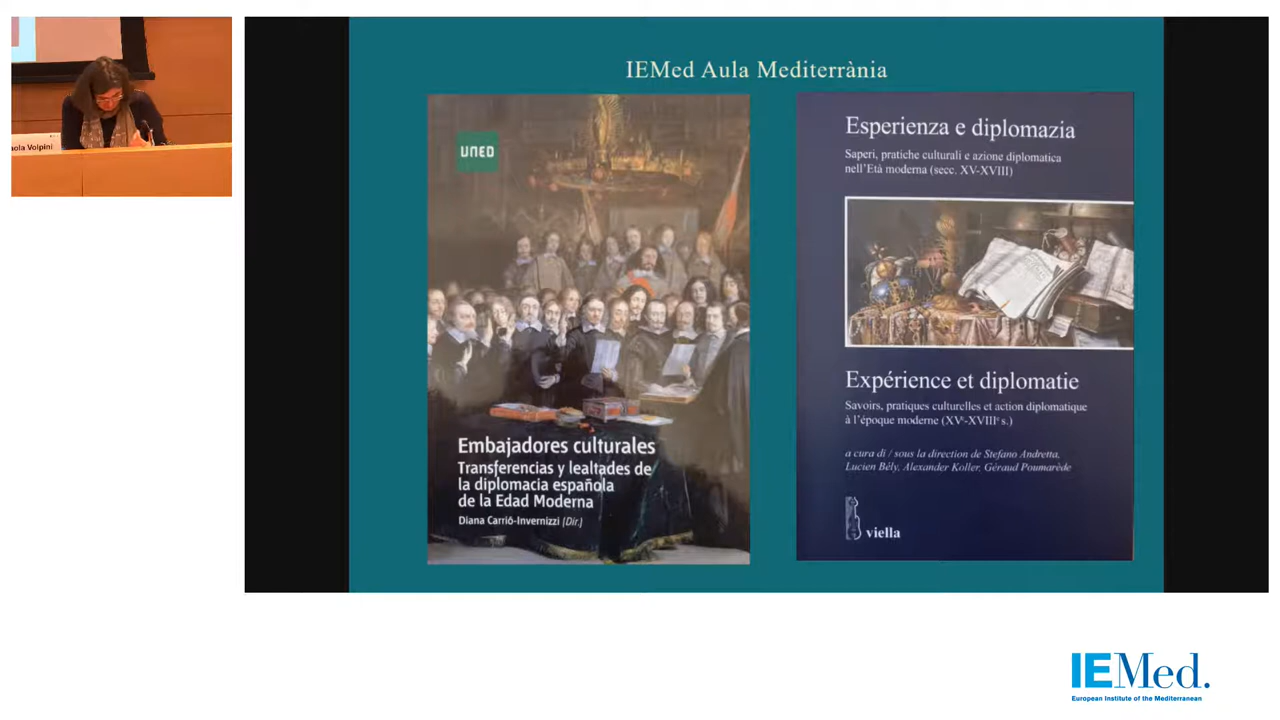 aola Volpini
IEMed Aula Mediterrània
UNED
Embajadores culturales
Transferencias y lealtades de
la diplomacia española
de la Edad Moderna
Diana Carrió-Invernizzi (Dir.)
Esperienza e diplomazia
Saperi, pratiche culturali e azione diplomatica
nell'Età moderna (secc. XV-XVIII)
Expérience et diplomatie
Savoirs, pratiques culturelles et action diplomatique
à l'époque moderne (XVe-XVIIIe s.)
a cura di / sous la direction de Stefano Andretta,
Lucien Bély, Alexander Koller, Géraud Poumarède
viella
IEMed.
European Institute of the Mediterranean